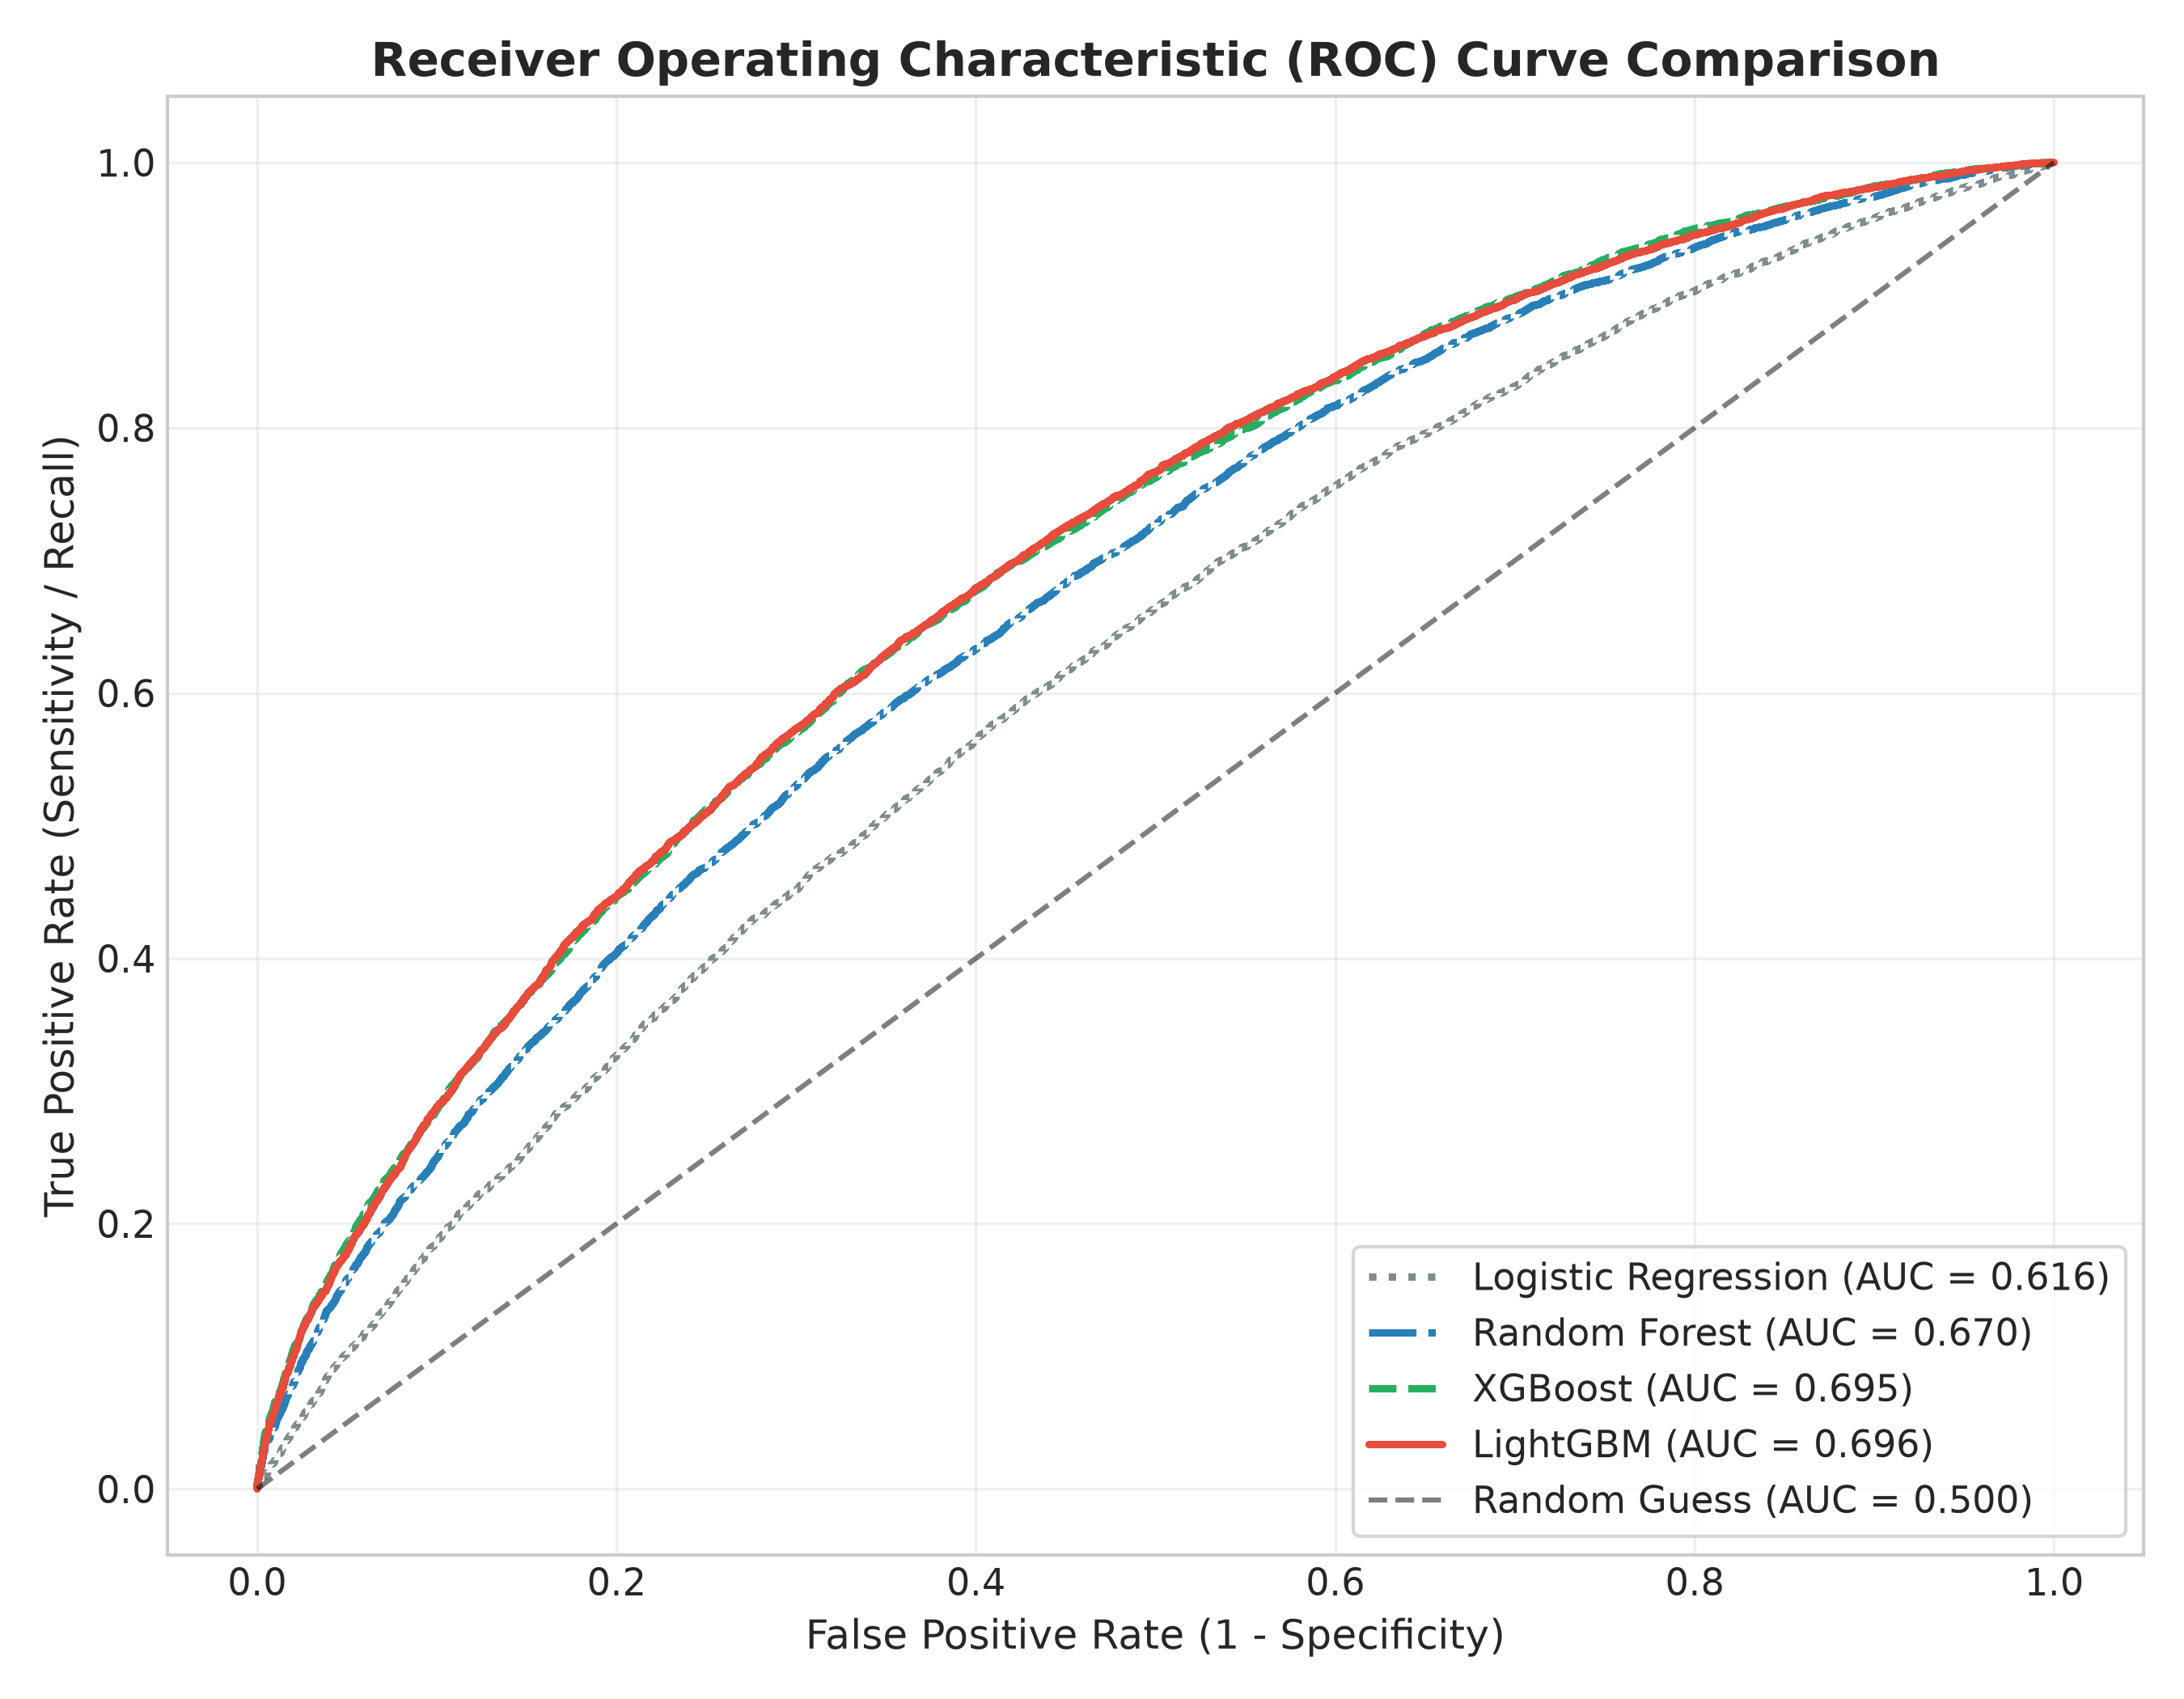 Receiver Operating Characteristic (ROC) Curve Comparison
True Positive Rate (Sensitivity / Recall)
1.0
0.8
0.6
0.4
0.2
0.0
Logistic Regression (AUC = 0.616)
Random Forest (AUC = 0.670)
XGBoost (AUC = 0.695)
LightGBM (AUC = 0.696)
Random Guess (AUC = 0.500)
0.0 0.2 0.4 0.6 0.8 1.0
False Positive Rate (1 - Specificity)